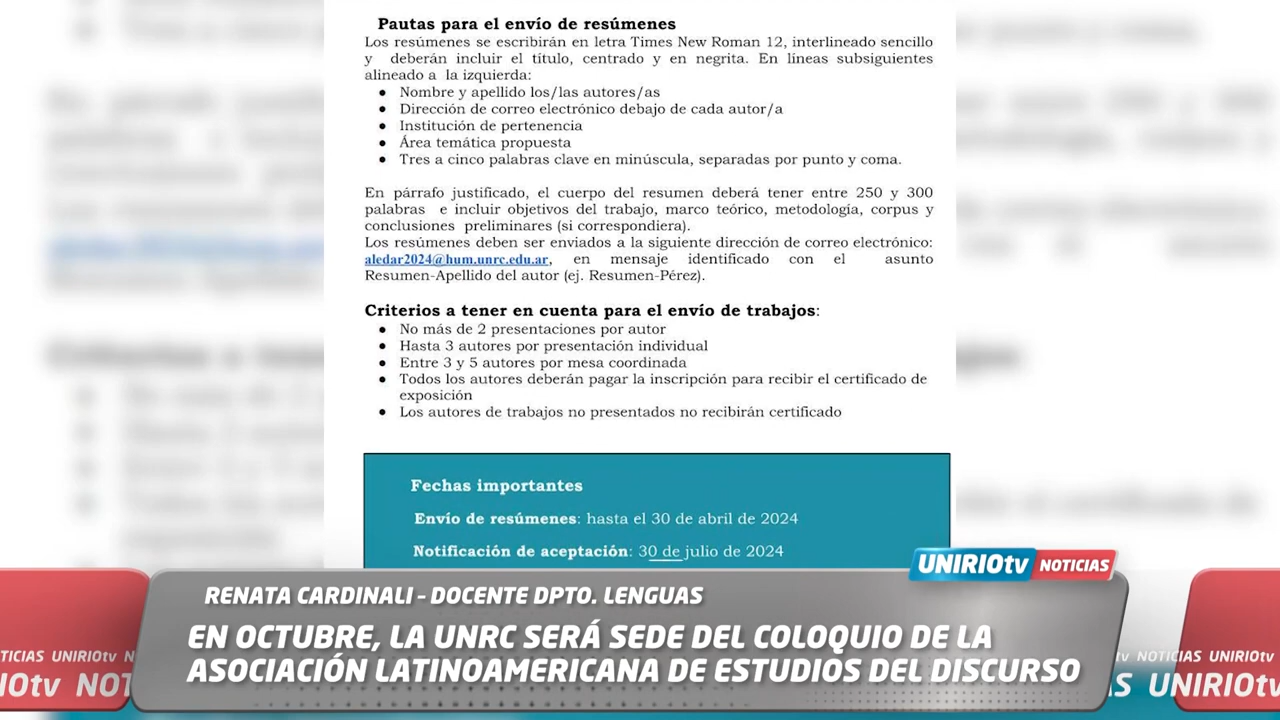 Pautas para el envío de resúmenes
Los resúmenes se escribirán en letra Times New Roman 12, interlineado sencillo
y deberán incluir el título, centrado y en negrita. En líneas subsiguientes
alineado a la izquierda:
● Nombre y apellido los/las autores/as
● Dirección de correo electrónico debajo de cada autor/a
● Institución de pertenencia
● Área temática propuesta
● Tres a cinco palabras clave en minúscula, separadas por punto y coma.
En párrafo justificado, el cuerpo del resumen deberá tener entre 250 y 300
palabras e incluir objetivos del trabajo, marco teórico, metodología, corpus y
conclusiones preliminares (si correspondiera).
Los resúmenes deben ser enviados a la siguiente dirección de correo electrónico:
aledar2024@hum.unrc.edu.ar, en mensaje identificado con el asunto
Resumen-Apellido del autor (ej. Resumen-Pérez).
Criterios a tener en cuenta para el envío de trabajos:
● No más de 2 presentaciones por autor
● Hasta 3 autores por presentación individual
● Entre 3 y 5 autores por mesa coordinada
● Todos los autores deberán pagar la inscripción para recibir el certificado de
exposición
● Los autores de trabajos no presentados no recibirán certificado
Fechas importantes
Envío de resúmenes: hasta el 30 de abril de 2024
Notificación de aceptación: 30 de julio de 2024
UNIRIOtv NOTICIAS
RENATA CARDINALI - DOCENTE DPTO. LENGUAS
EN OCTUBRE, LA UNRC SERÁ SEDE DEL COLOQUIO DE LA
ASOCIACIÓN LATINOAMERICANA DE ESTUDIOS DEL DISCURSO
UNIRIOtv
NOTICIAS UNIRIOtv
UNIRIOtv